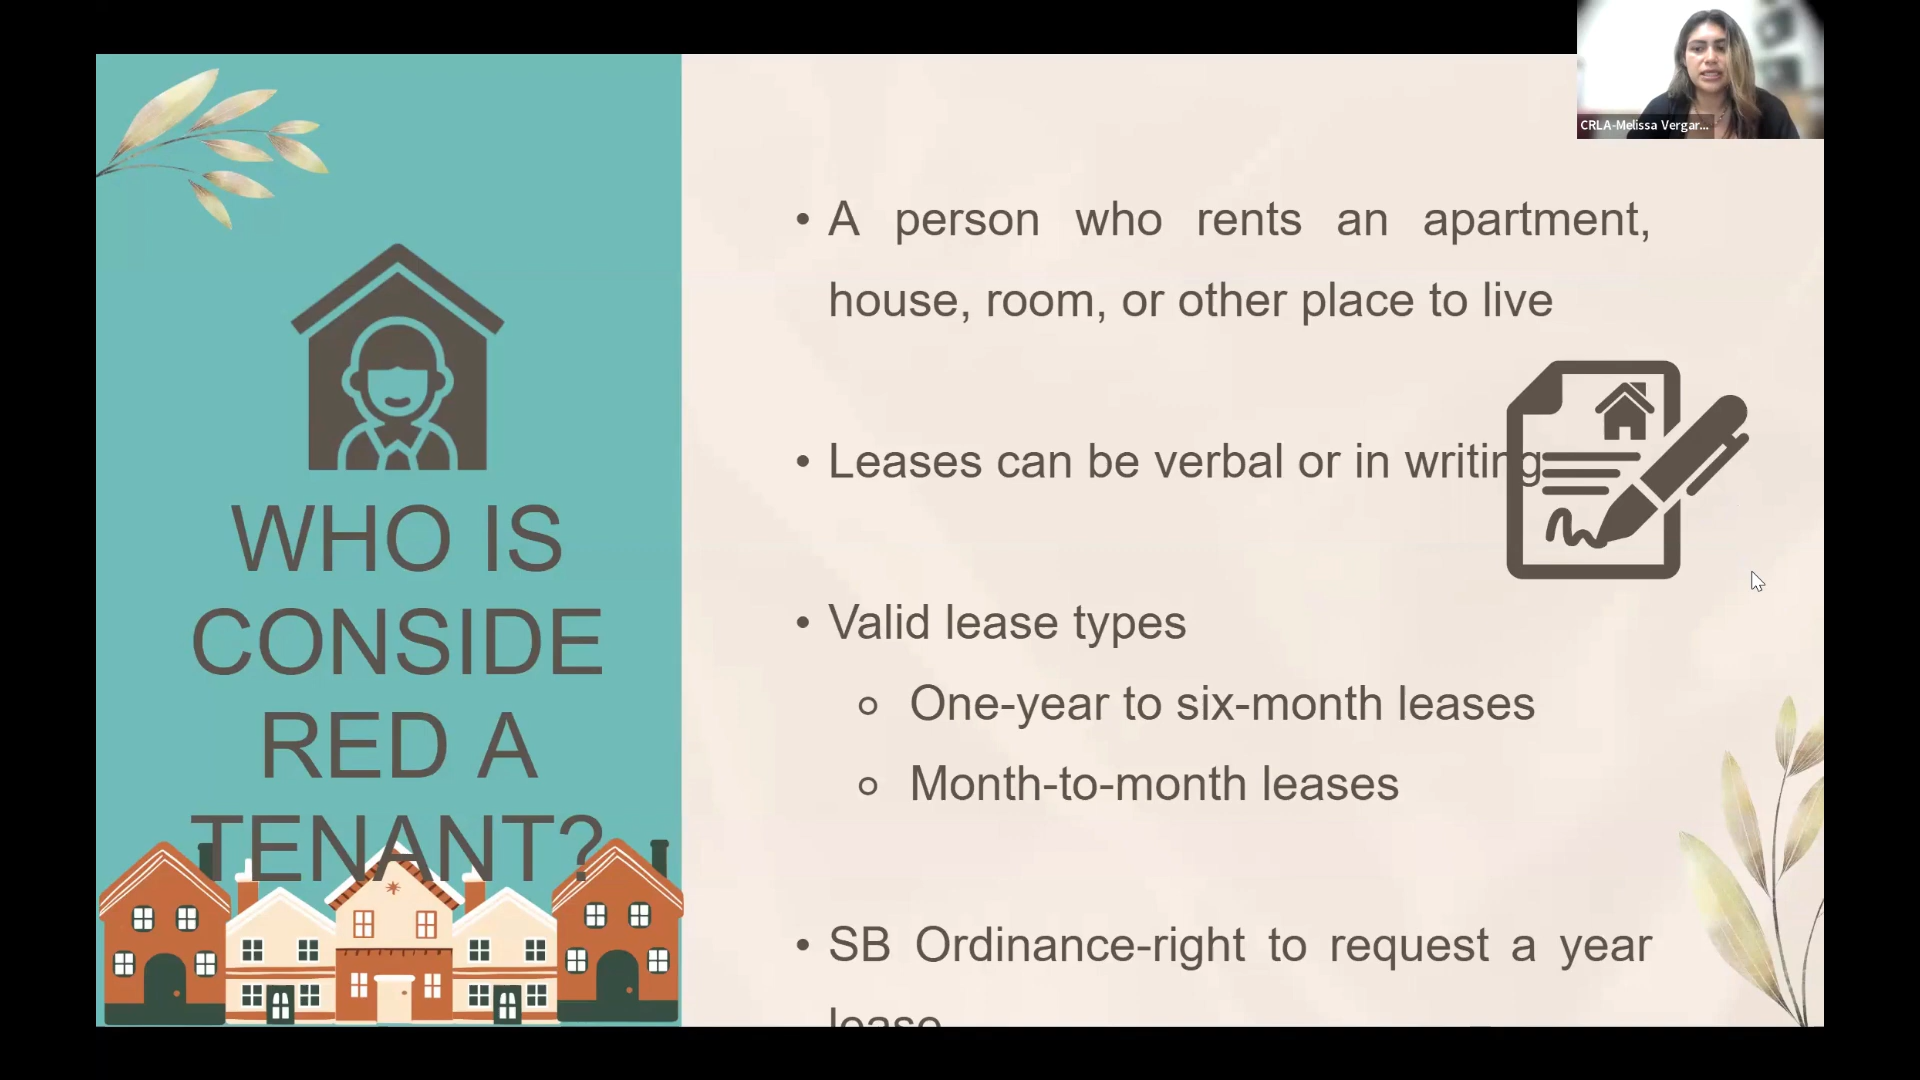 CRLA-Melissa Vergar...
WHO IS
CONSIDE
RED A
TENANT?
• A person who rents an apartment,
house, room, or other place to live
• Leases can be verbal or in writing
• Valid lease types
○ One-year to six-month leases
○ Month-to-month leases
• SB Ordinance-right to request a year
lease